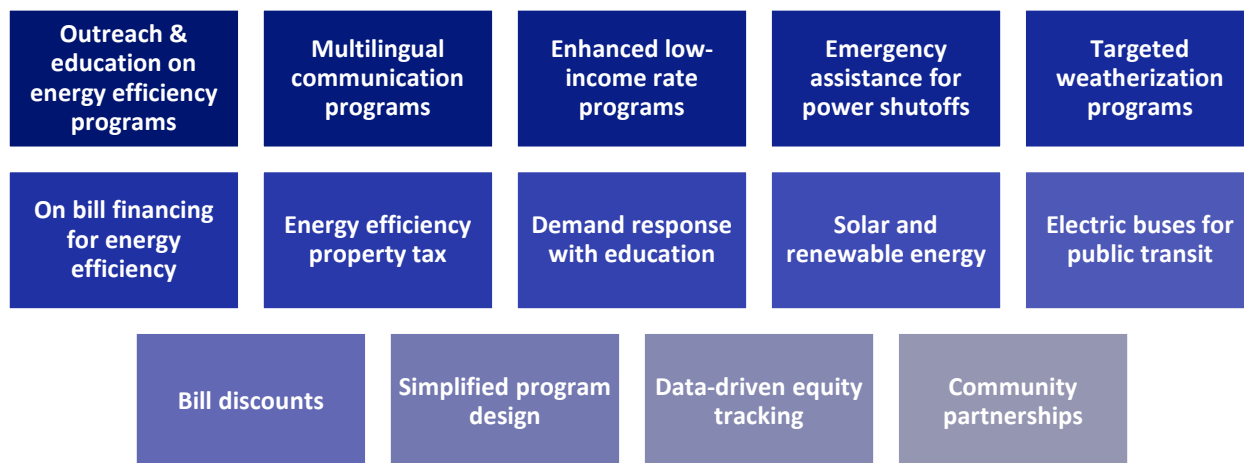 Outreach &
education on
energy efficiency
programs
Multilingual
communication
programs
Enhanced low-
income rate
programs
Emergency
assistance for
power shutoffs
Targeted
weatherization
programs
On bill financing
for energy
efficiency
Energy efficiency
property tax
Demand response
with education
Solar and
renewable energy
Electric buses for
public transit
Bill discounts
Simplified program
design
Data-driven equity
tracking
Community
partnerships